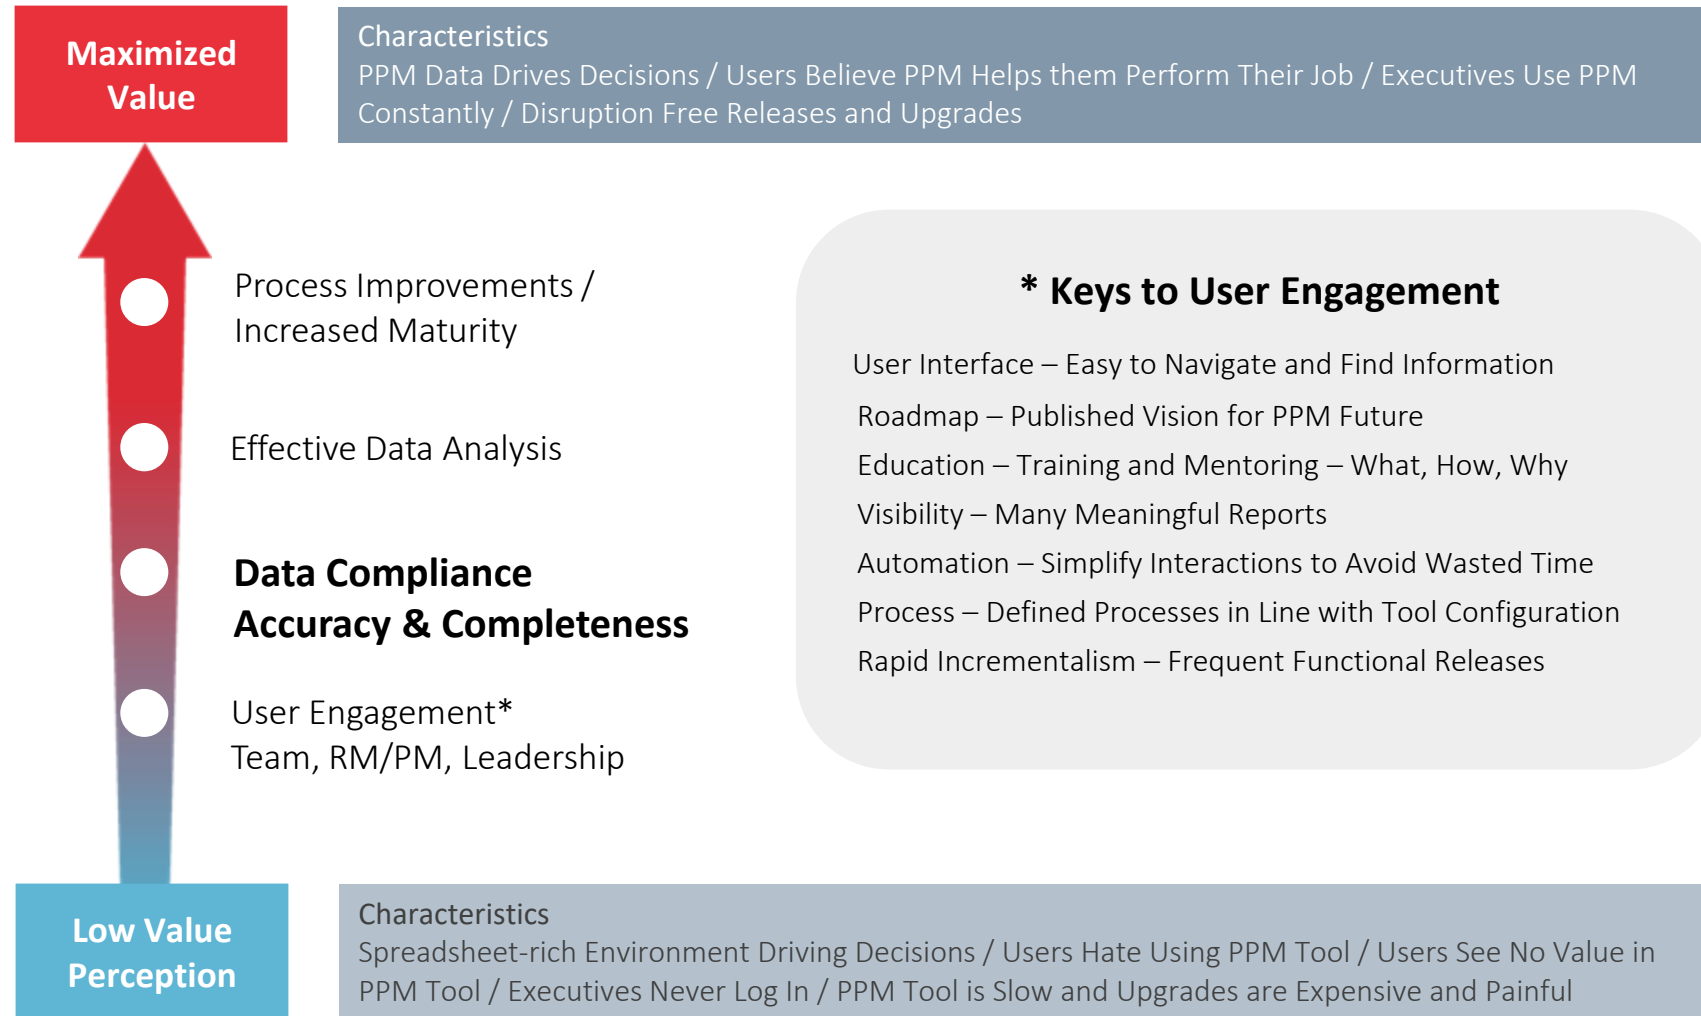 Maximized
Value
Characteristics
PPM Data Drives Decisions / Users Believe PPM Helps them Perform Their Job / Executives Use PPM
Constantly / Disruption Free Releases and Upgrades
Process Improvements /
Increased Maturity
Effective Data Analysis
Data Compliance
Accuracy & Completeness
User Engagement*
Team, RM/PM, Leadership
* Keys to User Engagement
User Interface – Easy to Navigate and Find Information
Roadmap – Published Vision for PPM Future
Education – Training and Mentoring – What, How, Why
Visibility – Many Meaningful Reports
Automation – Simplify Interactions to Avoid Wasted Time
Process – Defined Processes in Line with Tool Configuration
Rapid Incrementalism – Frequent Functional Releases
Low Value
Perception
Characteristics
Spreadsheet-rich Environment Driving Decisions / Users Hate Using PPM Tool / Users See No Value in
PPM Tool / Executives Never Log In / PPM Tool is Slow and Upgrades are Expensive and Painful